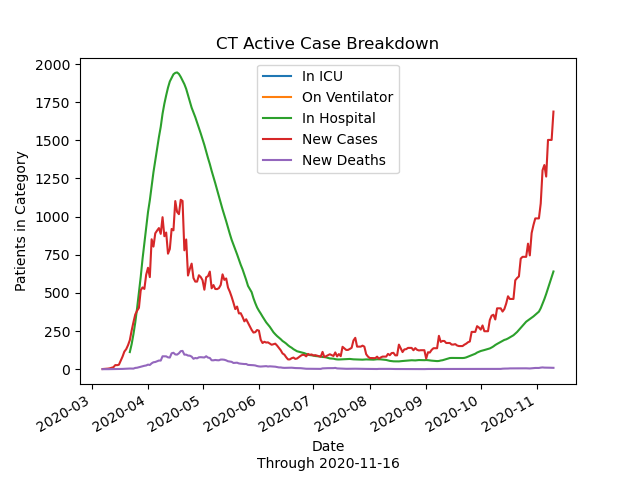 CT Active Case Breakdown
In ICU
On Ventilator
In Hospital
New Cases
New Deaths
Patients in Category
2000
1750
1500
1250
1000
750
500
250
0
2020-03
2020-04
2020-05
2020-06
2020-07
2020-08
2020-09
2020-10
2020-11
Date
Through 2020-11-16